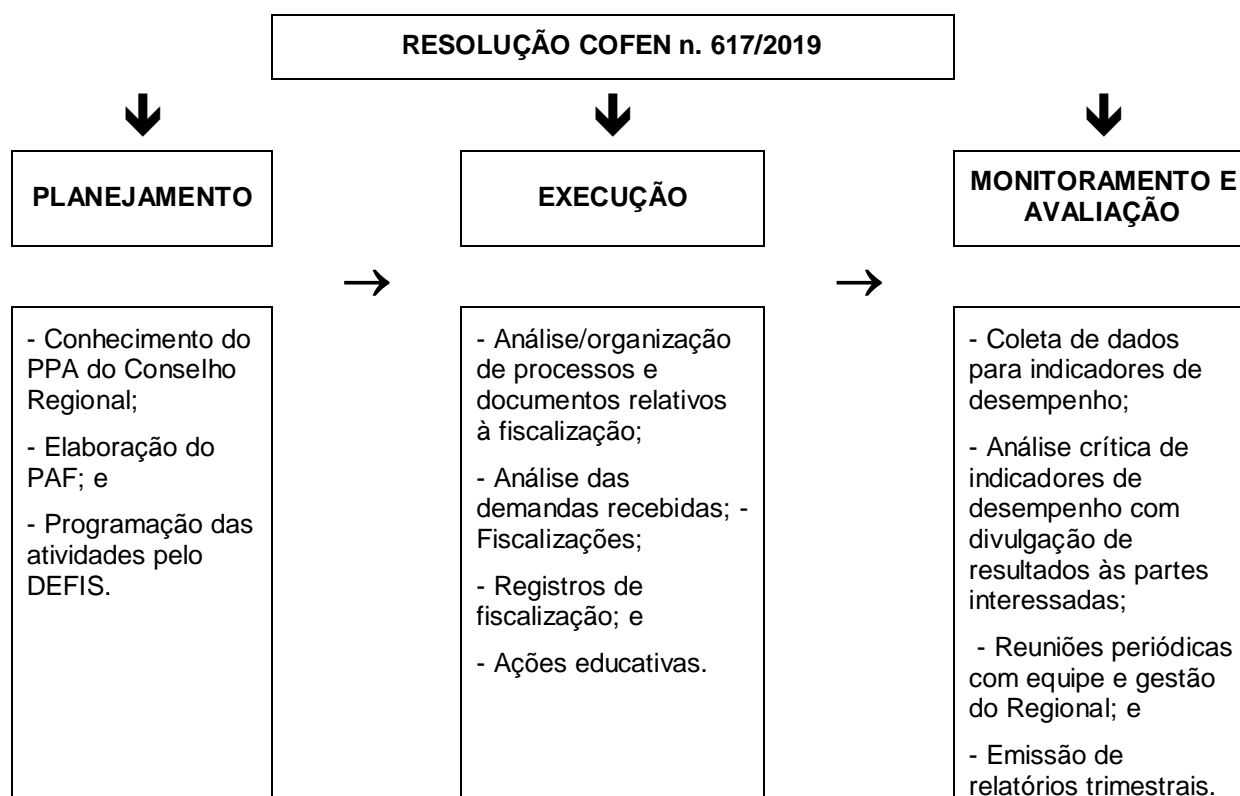 RESOLUÇÃO COFEN n. 617/2019
PLANEJAMENTO
- Conhecimento do
PPA do Conselho
Regional;
- Elaboração do
PAF; e
- Programação das
atividades pelo
DEFIS.
EXECUÇÃO
- Análise/organização
de processos e
documentos relativos
à fiscalização;
- Análise das
demandas recebidas; -
Fiscalizações;
- Registros de
fiscalização; e
- Ações educativas.
MONITORAMENTO E
AVALIAÇÃO
- Coleta de dados
para indicadores de
desempenho;
- Análise crítica de
indicadores de
desempenho com
divulgação de
resultados às partes
interessadas;
- Reuniões periódicas
com equipe e gestão
do Regional; e
- Emissão de
relatórios trimestrais.